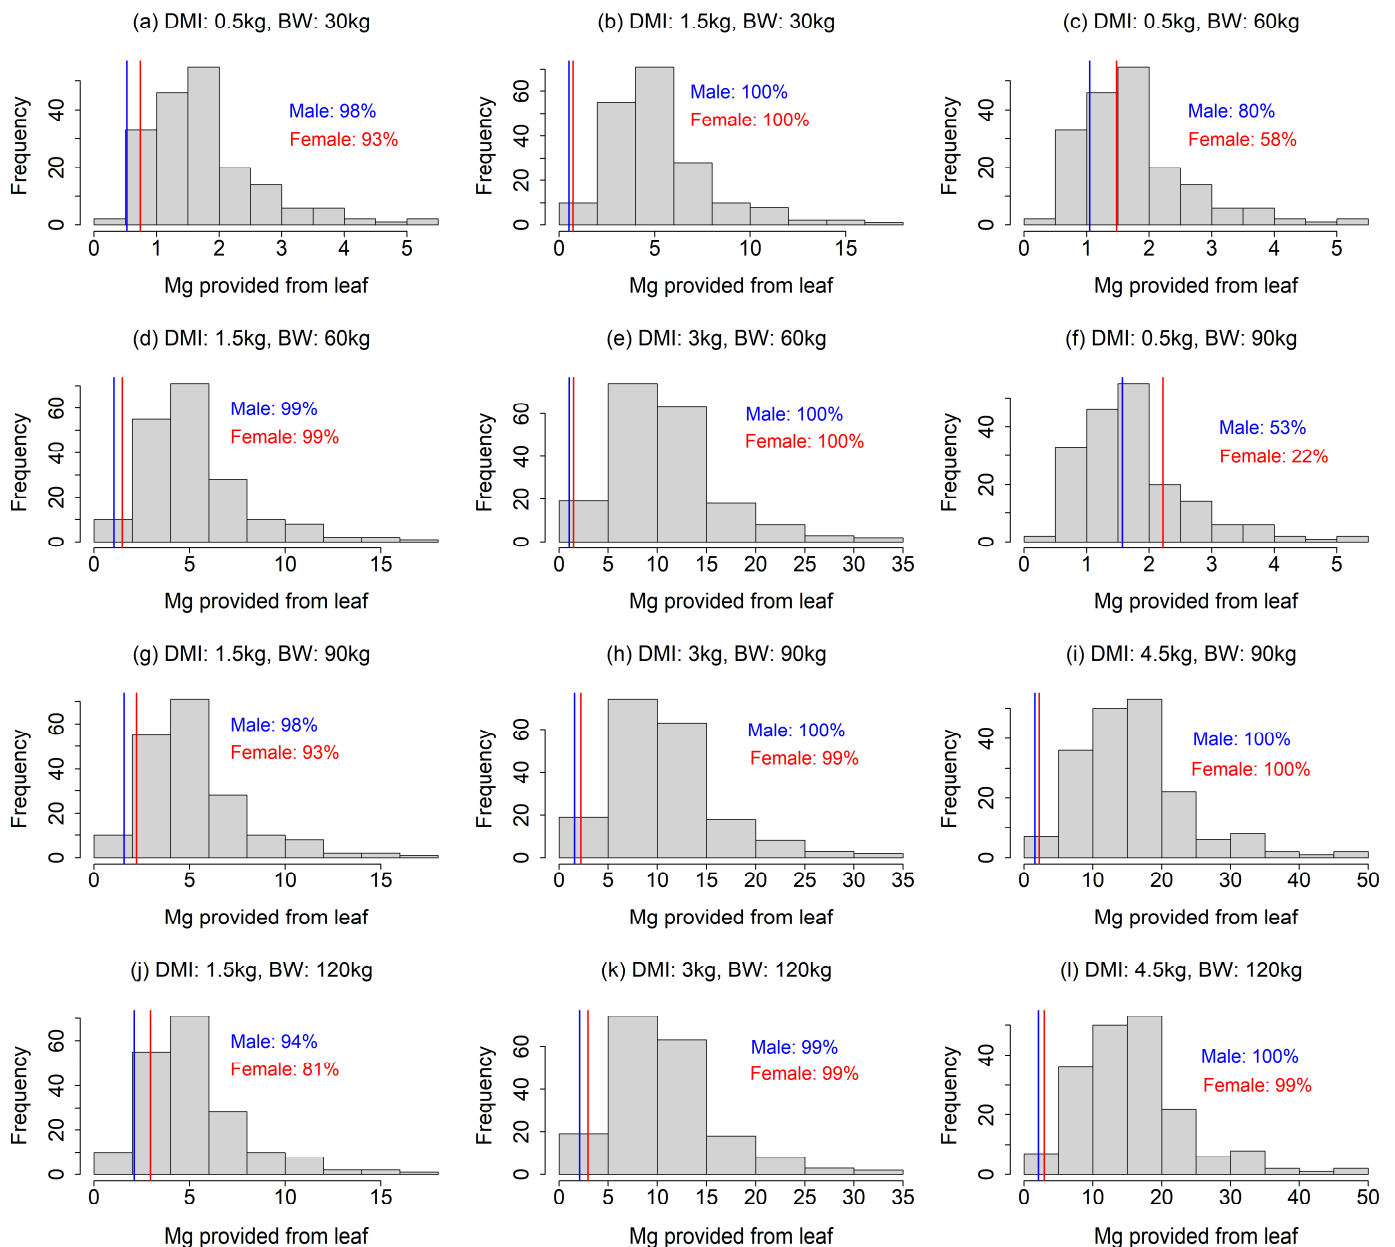 (a) DMI: 0.5kg, BW: 30kg
Frequency
0 20 40
Male: 98%
Female: 93%
0 1 2 3 4 5
Mg provided from leaf
(b) DMI: 1.5kg, BW: 30kg
Frequency
0 20 40 60
Male: 100%
Female: 100%
0 5 10 15
Mg provided from leaf
(c) DMI: 0.5kg, BW: 60kg
Frequency
0 20 40
Male: 80%
Female: 58%
0 1 2 3 4 5
Mg provided from leaf
(d) DMI: 1.5kg, BW: 60kg
Frequency
0 20 40 60
Male: 99%
Female: 99%
0 5 10 15
Mg provided from leaf
(e) DMI: 3kg, BW: 60kg
Frequency
0 20 40 60
Male: 100%
Female: 100%
0 5 10 15 20 25 30 35
Mg provided from leaf
(f) DMI: 0.5kg, BW: 90kg
Frequency
0 20 40
Male: 53%
Female: 22%
0 1 2 3 4 5
Mg provided from leaf
(g) DMI: 1.5kg, BW: 90kg
Frequency
0 20 40 60
Male: 98%
Female: 93%
0 5 10 15
Mg provided from leaf
(h) DMI: 3kg, BW: 90kg
Frequency
0 20 40 60
Male: 100%
Female: 99%
0 5 10 15 20 25 30 35
Mg provided from leaf
(i) DMI: 4.5kg, BW: 90kg
Frequency
0 20 40
Male: 100%
Female: 100%
0 10 20 30 40 50
Mg provided from leaf
(j) DMI: 1.5kg, BW: 120kg
Frequency
0 20 40 60
Male: 94%
Female: 81%
0 5 10 15
Mg provided from leaf
(k) DMI: 3kg, BW: 120kg
Frequency
0 20 40 60
Male: 99%
Female: 99%
0 5 10 15 20 25 30 35
Mg provided from leaf
(l) DMI: 4.5kg, BW: 120kg
Frequency
0 20 40
Male: 100%
Female: 99%
0 10 20 30 40 50
Mg provided from leaf